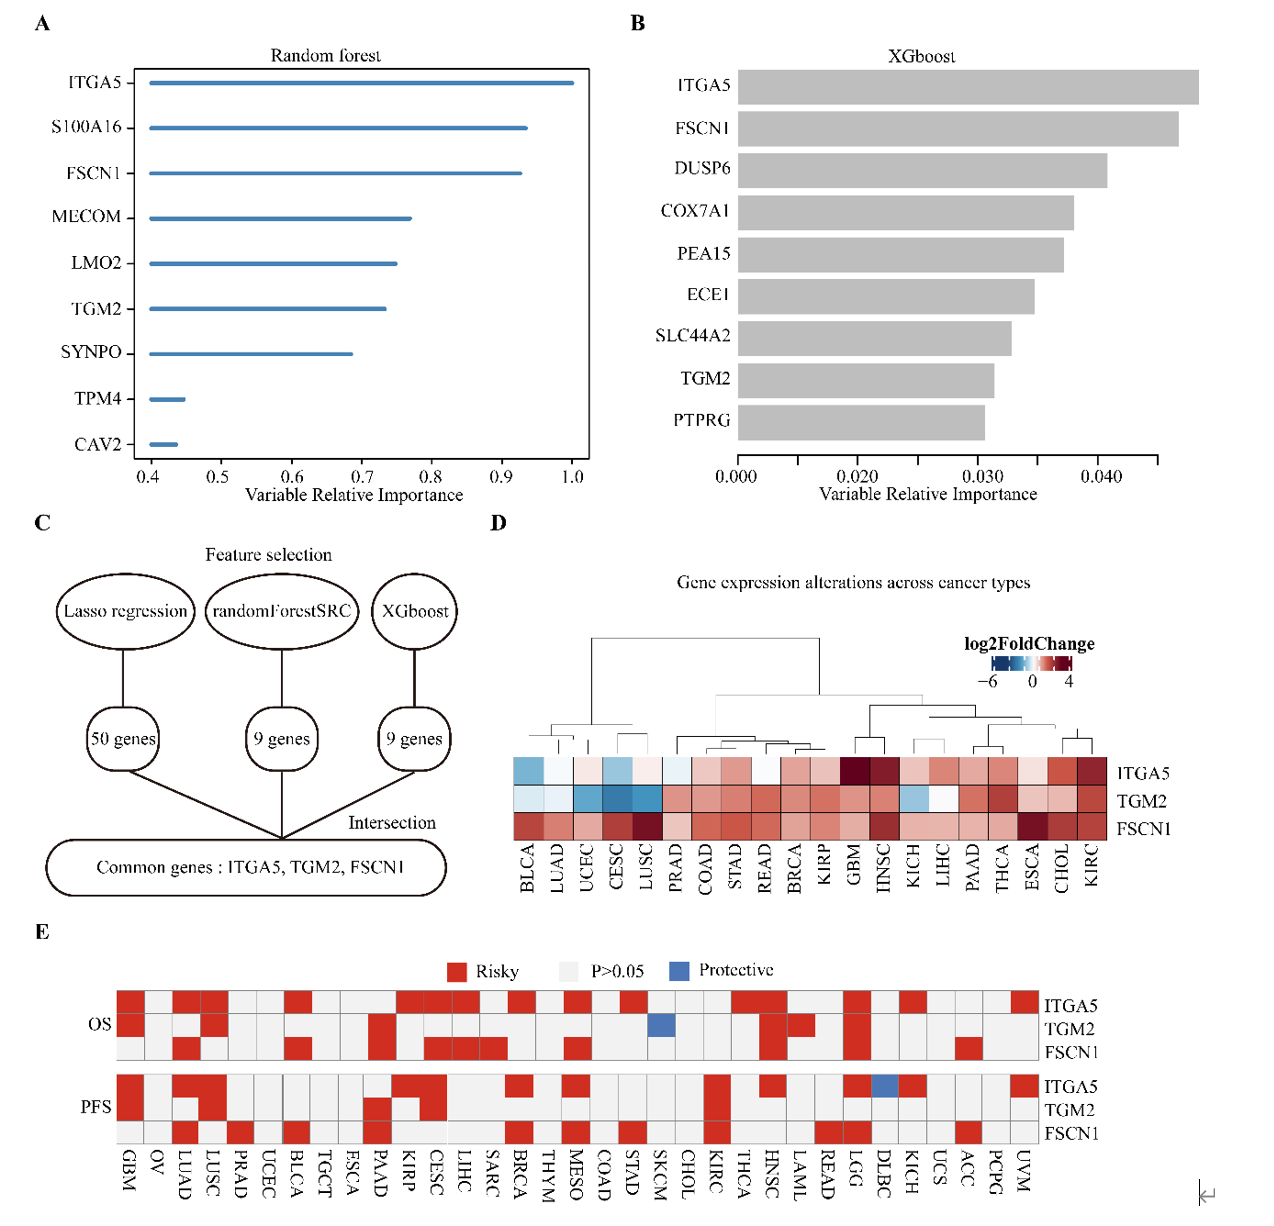 A
Random forest
ITGA5
S100A16
FSCN1
MECOM
LMO2
TGM2
SYNPO
TPM4
CAV2
0.4 0.5 0.6 0.7 0.8 0.9 1.0
Variable Relative Importance
B
XGboost
ITGA5
FSCN1
DUSP6
COX7A1
PEA15
ECE1
SLC44A2
TGM2
PTPRG
0.000 0.020 0.030 0.040
Variable Relative Importance
C
Feature selection
Lasso regression randomForestSRC XGboost
50 genes 9 genes 9 genes
Intersection
Common genes : ITGA5, TGM2, FSCN1
D
Gene expression alterations across cancer types
log2FoldChange
−6 0 4
ITGA5
TGM2
FSCN1
BLCA LUAD UCEC CESC LUSC PRAD COAD STAD READ BRCA KIRP GBM HNSC KICH LIHC PAAD THCA ESCA CHOL KIRC
E
Risky P>0.05 Protective
OS
ITGA5
TGM2
FSCN1
PFS
ITGA5
TGM2
FSCN1
GBM OV LUAD LUSC PRAD UCEC BLCA TGCT ESCA PAAD KIRP CESC LIHC SARC BRCA THYM MESO COAD STAD SKCM CHOL KIRC THCA HNSC LAML READ LGG DLBC KICH UCS ACC PCPG UVM